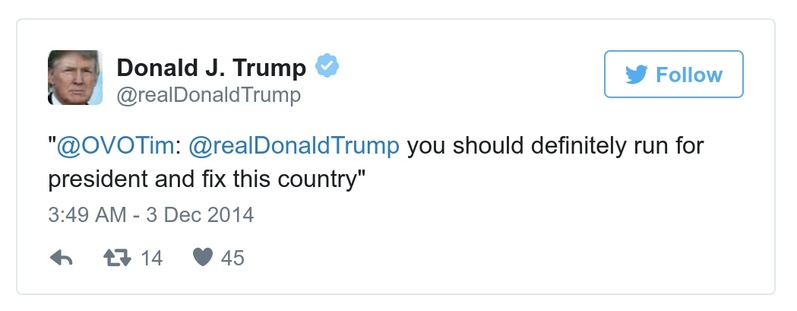 Donald J. Trump
@realDonaldTrump
Follow
"@OVOTim: @realDonaldTrump you should definitely run for
president and fix this country"
3:49 AM - 3 Dec 2014
14 45